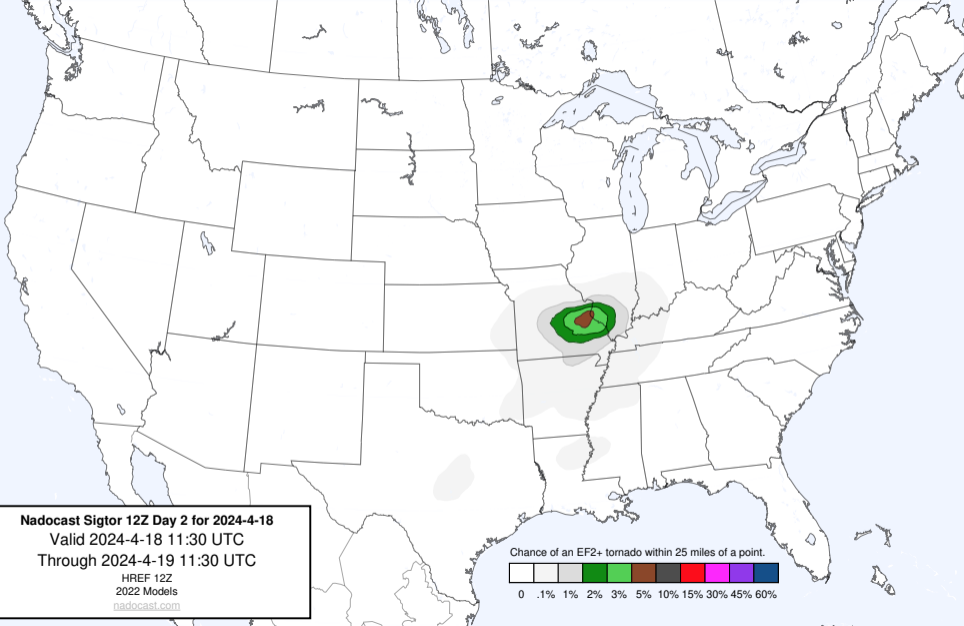 Nadocast Sigtor 12Z Day 2 for 2024-4-18
Valid 2024-4-18 11:30 UTC
Through 2024-4-19 11:30 UTC
HREF 12Z
2022 Models
nadocast.com
Chance of an EF2+ tornado within 25 miles of a point.
0 .1% 1% 2% 3% 5% 10% 15% 30% 45% 60%